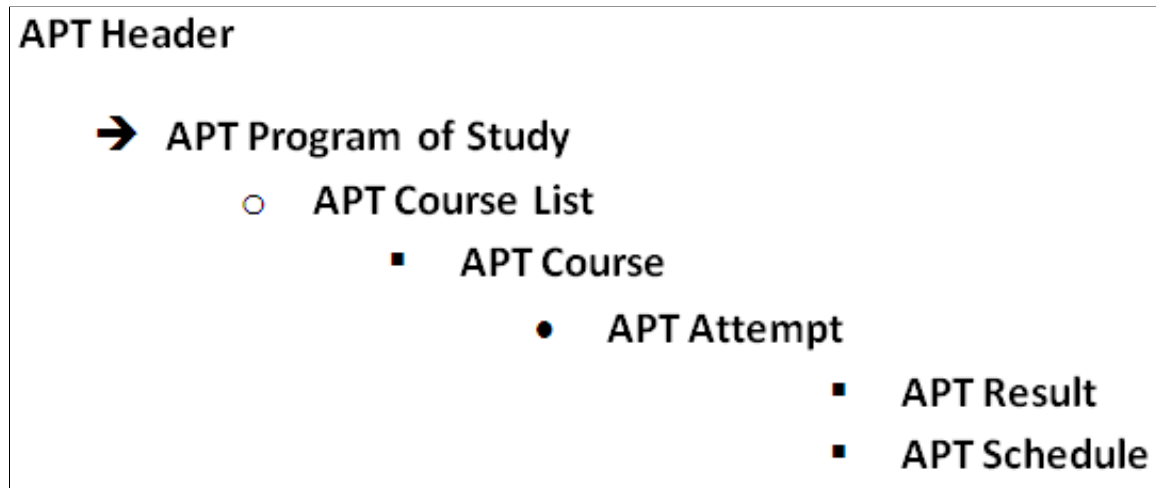 APT Header
➔ APT Program of Study
○ APT Course List
▪ APT Course
• APT Attempt
▪ APT Result
▪ APT Schedule